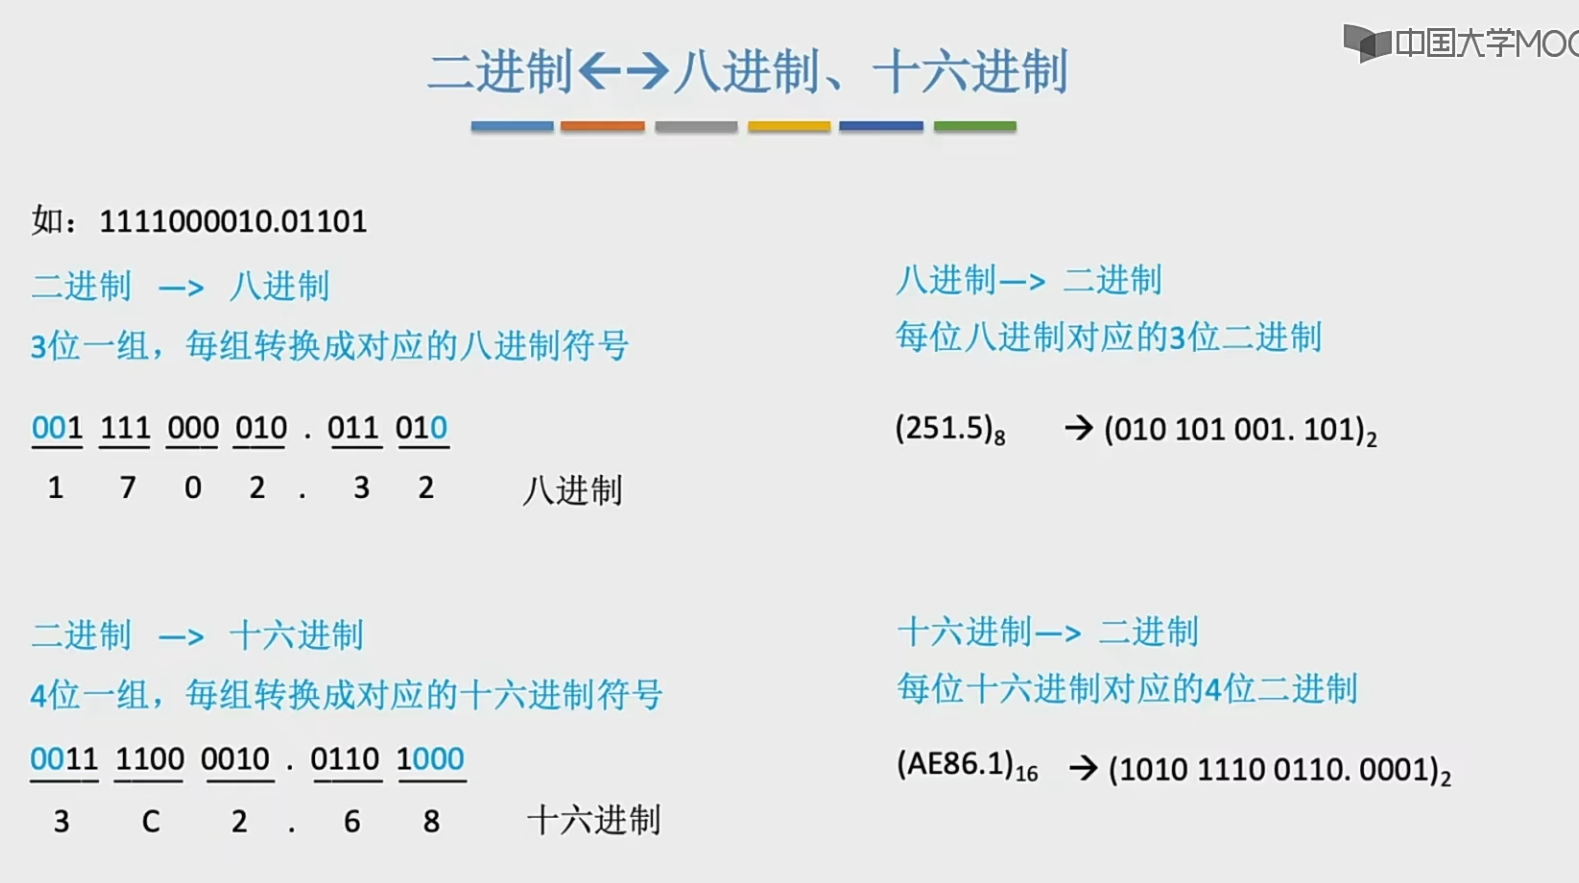 中国大学MOO
二进制←→八进制、十六进制
如：1111000010.01101
二进制 —> 八进制
3位一组，每组转换成对应的八进制符号
001 111 000 010 . 011 010
1 7 0 2 . 3 2 八进制
二进制 —> 十六进制
4位一组，每组转换成对应的十六进制符号
0011 1100 0010 . 0110 1000
3 C 2 . 6 8 十六进制
八进制—> 二进制
每位八进制对应的3位二进制
(251.5)₈ → (010 101 001. 101)₂
十六进制—> 二进制
每位十六进制对应的4位二进制
(AE86.1)₁₆ → (1010 1110 0110. 0001)₂